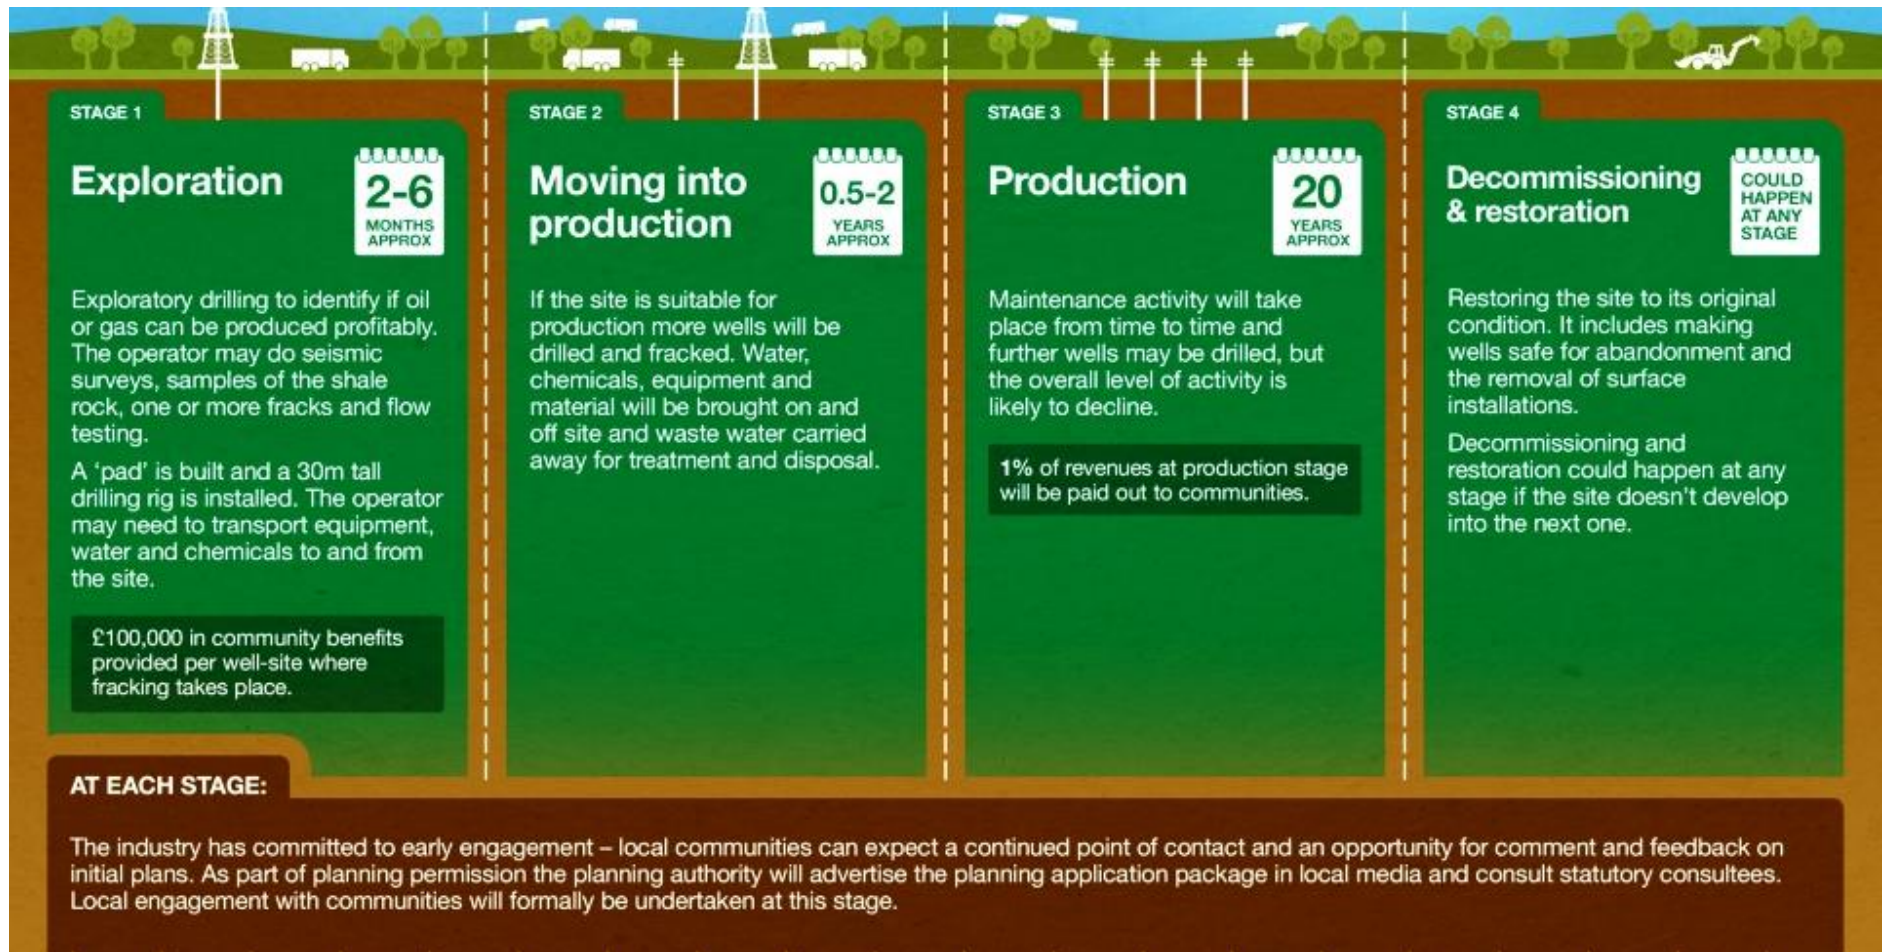 STAGE 1
Exploration
2-6
MONTHS
APPROX
Exploratory drilling to identify if oil
or gas can be produced profitably.
The operator may do seismic
surveys, samples of the shale
rock, one or more fracks and flow
testing.
A ‘pad’ is built and a 30m tall
drilling rig is installed. The operator
may need to transport equipment,
water and chemicals to and from
the site.
£100,000 in community benefits
provided per well-site where
fracking takes place.
STAGE 2
Moving into
production
0.5-2
YEARS
APPROX
If the site is suitable for
production more wells will be
drilled and fracked. Water,
chemicals, equipment and
material will be brought on and
off site and waste water carried
away for treatment and disposal.
STAGE 3
Production
20
YEARS
APPROX
Maintenance activity will take
place from time to time and
further wells may be drilled, but
the overall level of activity is
likely to decline.
1% of revenues at production stage
will be paid out to communities.
STAGE 4
Decommissioning
& restoration
COULD
HAPPEN
AT ANY
STAGE
Restoring the site to its original
condition. It includes making
wells safe for abandonment and
the removal of surface
installations.
Decommissioning and
restoration could happen at any
stage if the site doesn’t develop
into the next one.
AT EACH STAGE:
The industry has committed to early engagement – local communities can expect a continued point of contact and an opportunity for comment and feedback on
initial plans. As part of planning permission the planning authority will advertise the planning application package in local media and consult statutory consultees.
Local engagement with communities will formally be undertaken at this stage.